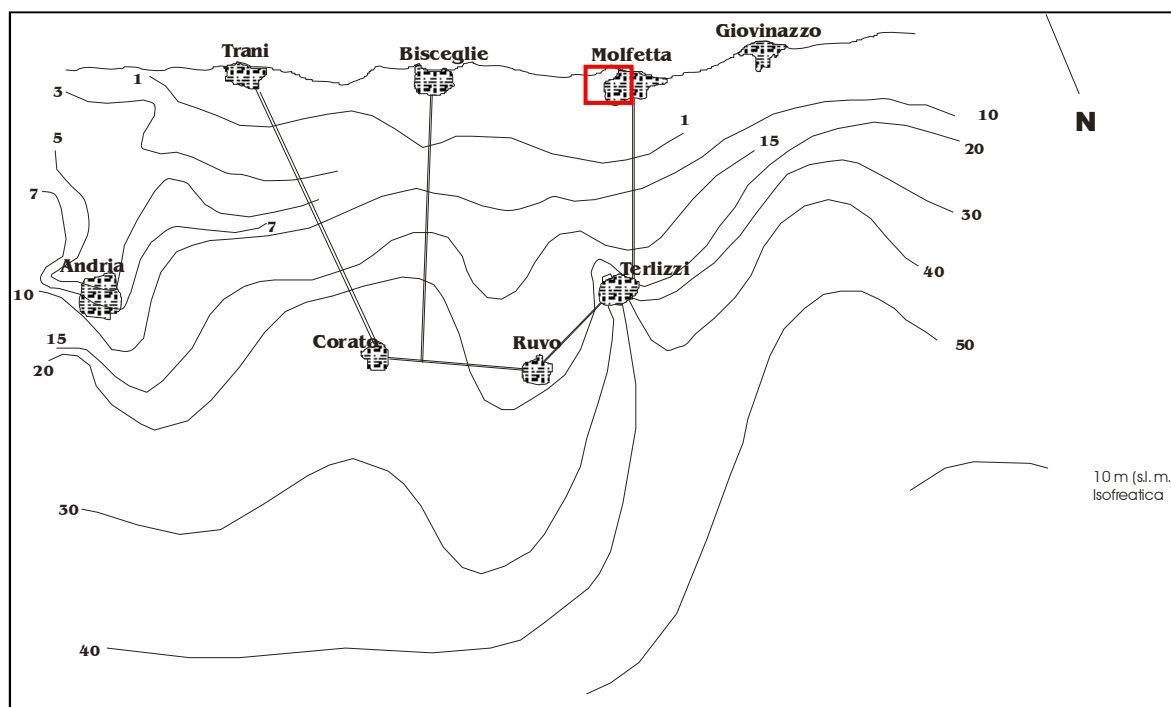 Giovinazzo
Trani
Bisceglie
Molfetta
1
3
10
1
N
5
15
20
7
30
7
Andria
Terlizzi
40
10
15
Corato
Ruvo
50
20
10 m (s.l. m.
Isofreatica
30
40